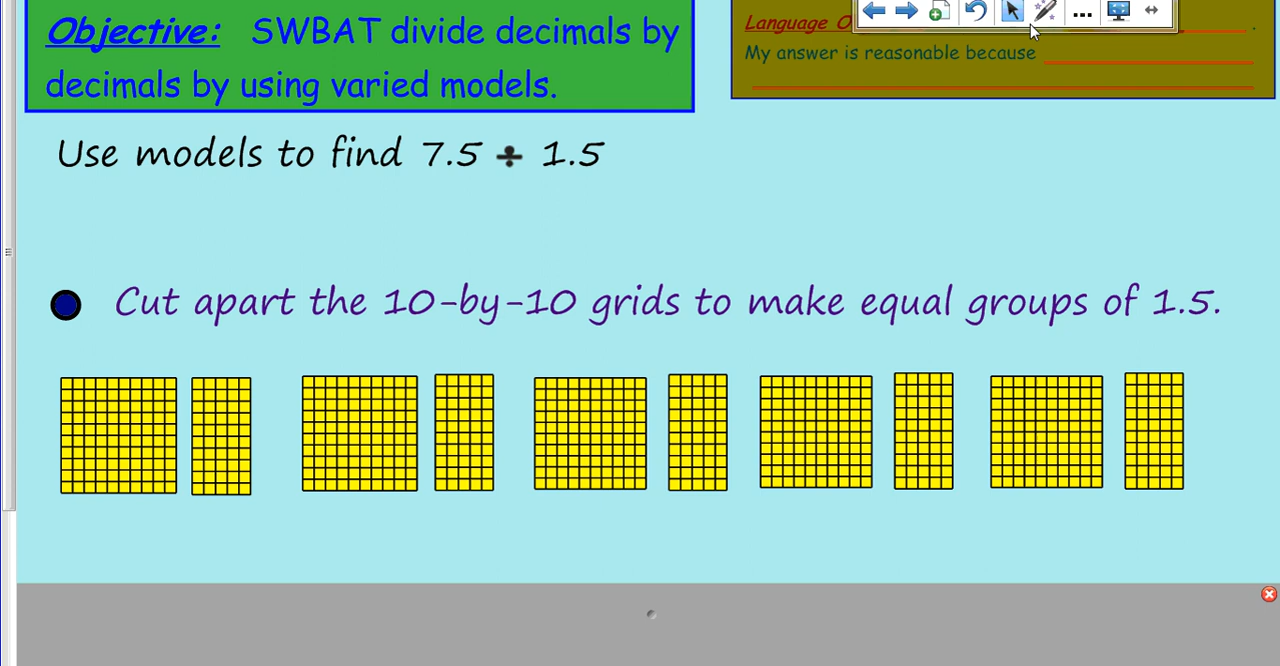 Objective: SWBAT divide decimals by
decimals by using varied models.
Language O
My answer is reasonable because
Use models to find 7.5 ÷ 1.5
Cut apart the 10-by-10 grids to make equal groups of 1.5.